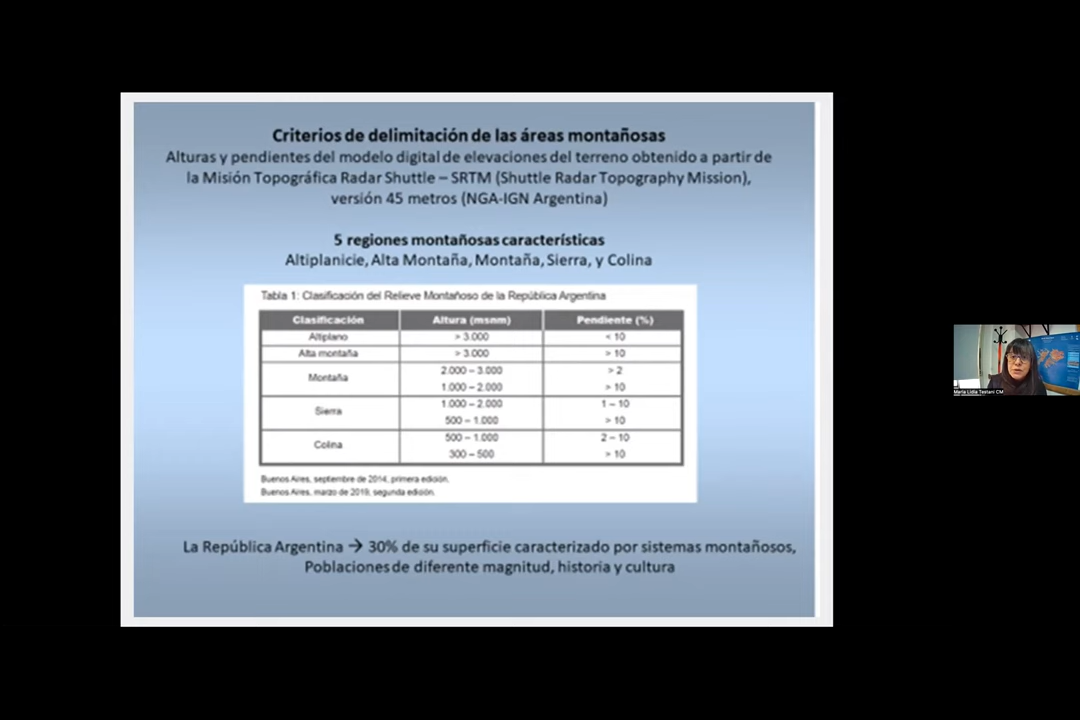 Criterios de delimitación de las áreas montañosas
Alturas y pendientes del modelo digital de elevaciones del terreno obtenido a partir de
la Misión Topográfica Radar Shuttle – SRTM (Shuttle Radar Topography Mission),
versión 45 metros (NGA-IGN Argentina)
5 regiones montañosas características
Altiplanicie, Alta Montaña, Montaña, Sierra, y Colina
Tabla 1: Clasificación del Relieve Montañoso de la República Argentina
Clasificación Altura (msnm) Pendiente (%)
Altiplano > 3.000 < 10
Alta montaña > 3.000 > 10
Montaña 2.000 – 3.000 > 2
1.000 – 2.000 > 10
Sierra 1.000 – 2.000 1 – 10
500 – 1.000 > 10
Colina 500 – 1.000 2 – 10
300 – 500 > 10
Buenos Aires, septiembre de 2014, primera edición.
Buenos Aires, marzo de 2019, segunda edición.
La República Argentina → 30% de su superficie caracterizado por sistemas montañosos,
Poblaciones de diferente magnitud, historia y cultura
Maria Lidia Testani CM